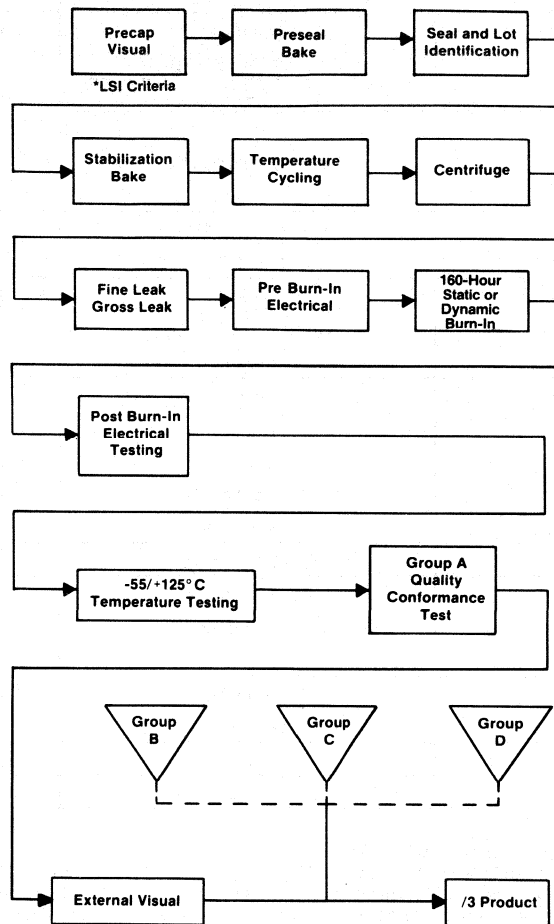 Precap
Visual
Preseal
Bake
Seal and Lot
Identification
*LSI Criteria
Stabilization
Bake
Temperature
Cycling
Centrifuge
Fine Leak
Gross Leak
Pre Burn-In
Electrical
160-Hour
Static or
Dynamic
Burn-In
Post Burn-In
Electrical
Testing
-55/+125°C
Temperature Testing
Group A
Quality
Conformance
Test
Group
B
Group
C
Group
D
External Visual
/3 Product